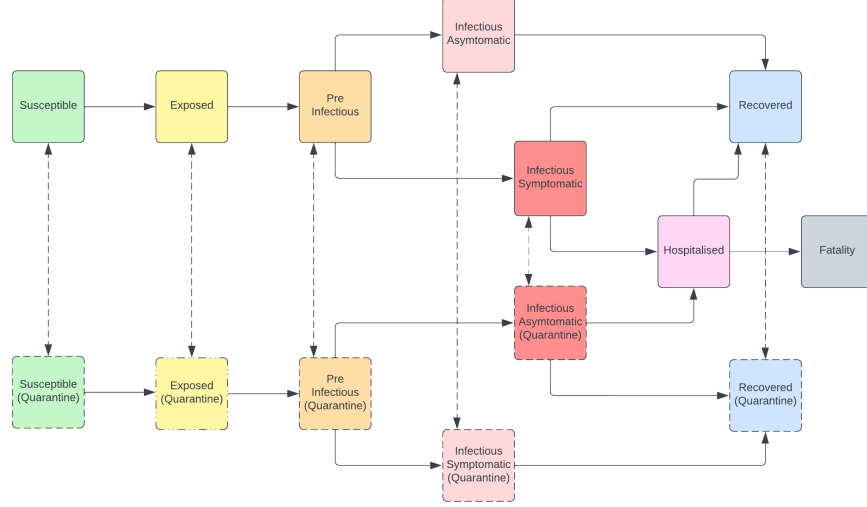 Infectious
Asymtomatic
Susceptible
Exposed
Pre
Infectious
Recovered
Infectious
Symptomatic
Hospitalised
Fatality
Infectious
Asymtomatic
(Quarantine)
Susceptible
(Quarantine)
Exposed
(Quarantine)
Pre
Infectious
(Quarantine)
Recovered
(Quarantine)
Infectious
Symptomatic
(Quarantine)